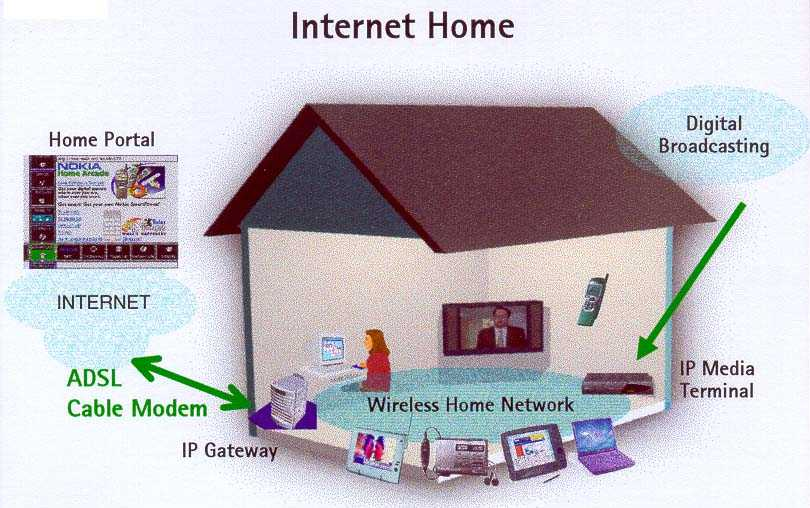 Internet Home
Home Portal
NOKIA
Home Arcade
INTERNET
ADSL
Cable Modem
IP Gateway
Wireless Home Network
Digital
Broadcasting
IP Media
Terminal